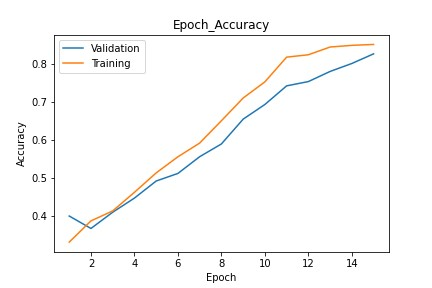 Epoch_Accuracy
Validation
Training
0.8
0.7
0.6
0.5
0.4
Accuracy
2 4 6 8 10 12 14
Epoch